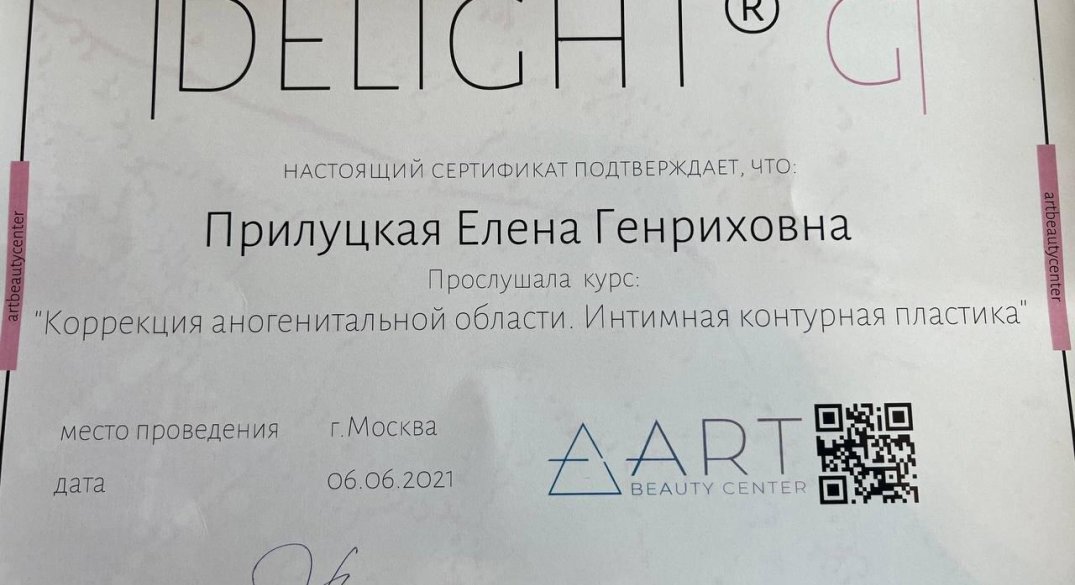 DELIGHT® G
НАСТОЯЩИЙ СЕРТИФИКАТ ПОДТВЕРЖДАЕТ, ЧТО:
Прилуцкая Елена Генриховна
Прослушала курс:
"Коррекция аногенитальной области. Интимная контурная пластика"
artbeautycenter
artbeautycenter
место проведения г.Москва
дата 06.06.2021
ART
BEAUTY CENTER